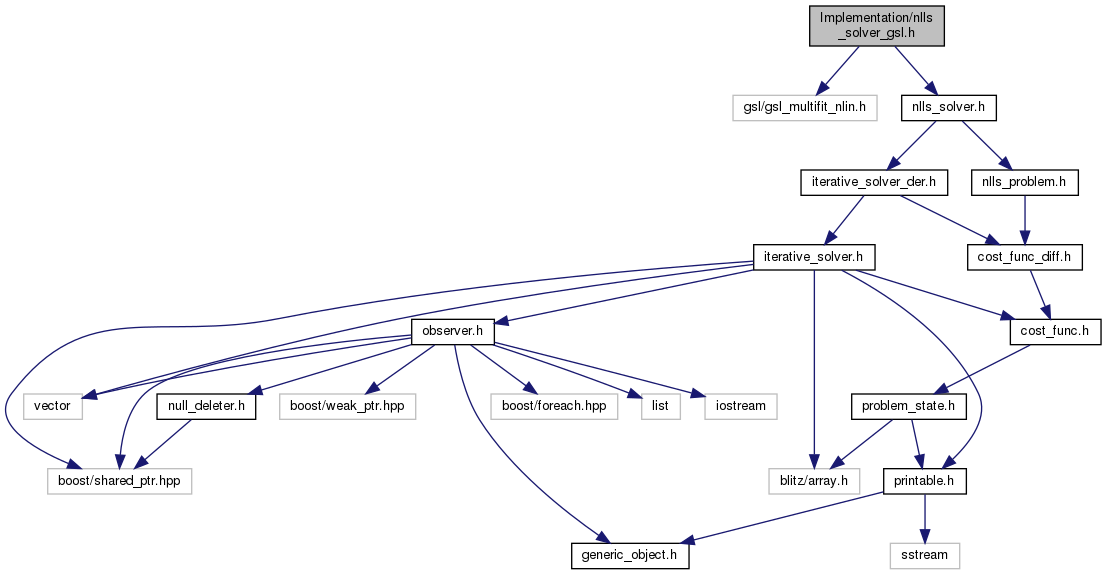 Implementation/nlls
_solver_gsl.h
gsl/gsl_multifit_nlin.h
nlls_solver.h
iterative_solver_der.h
nlls_problem.h
iterative_solver.h
cost_func_diff.h
observer.h
cost_func.h
vector
null_deleter.h
boost/weak_ptr.hpp
boost/foreach.hpp
list
iostream
problem_state.h
boost/shared_ptr.hpp
blitz/array.h
printable.h
generic_object.h
sstream